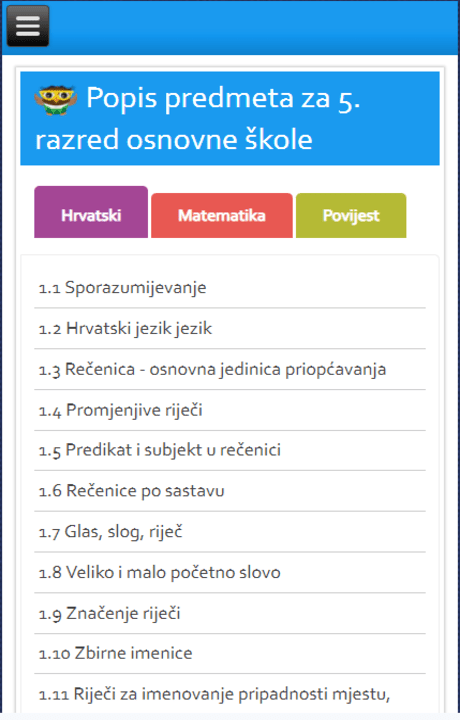 Popis predmeta za 5.
razred osnovne škole
Hrvatski
Matematika
Povijest
1.1 Sporazumijevanje
1.2 Hrvatski jezik jezik
1.3 Rečenica - osnovna jedinica priopćavanja
1.4 Promjenjive riječi
1.5 Predikat i subjekt u rečenici
1.6 Rečenice po sastavu
1.7 Glas, slog, riječ
1.8 Veliko i malo početno slovo
1.9 Značenje riječi
1.10 Zbirne imenice
1.11 Riječi za imenovanje pripadnosti mjestu,